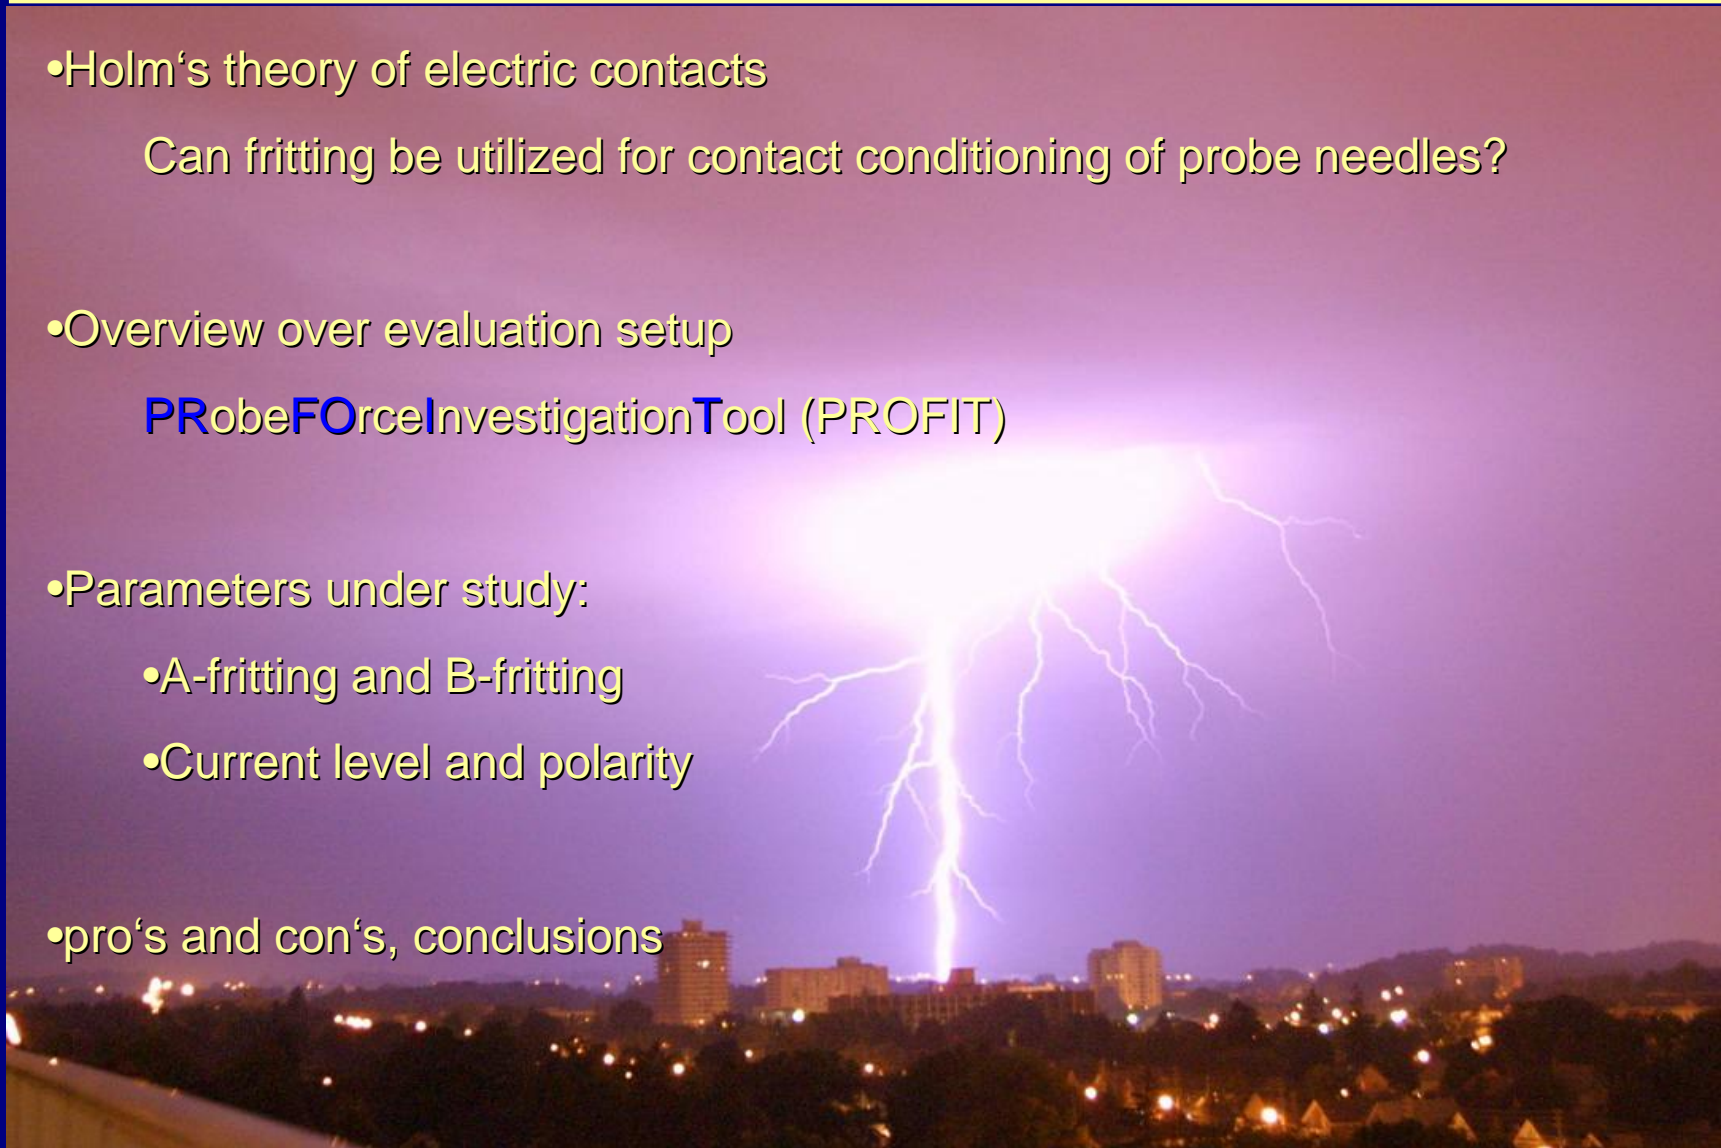 •Holm‘s theory of electric contacts
Can fritting be utilized for contact conditioning of probe needles?
•Overview over evaluation setup
PRobeFOrceInvestigationTool (PROFIT)
•Parameters under study:
•A-fritting and B-fritting
•Current level and polarity
•pro‘s and con‘s, conclusions